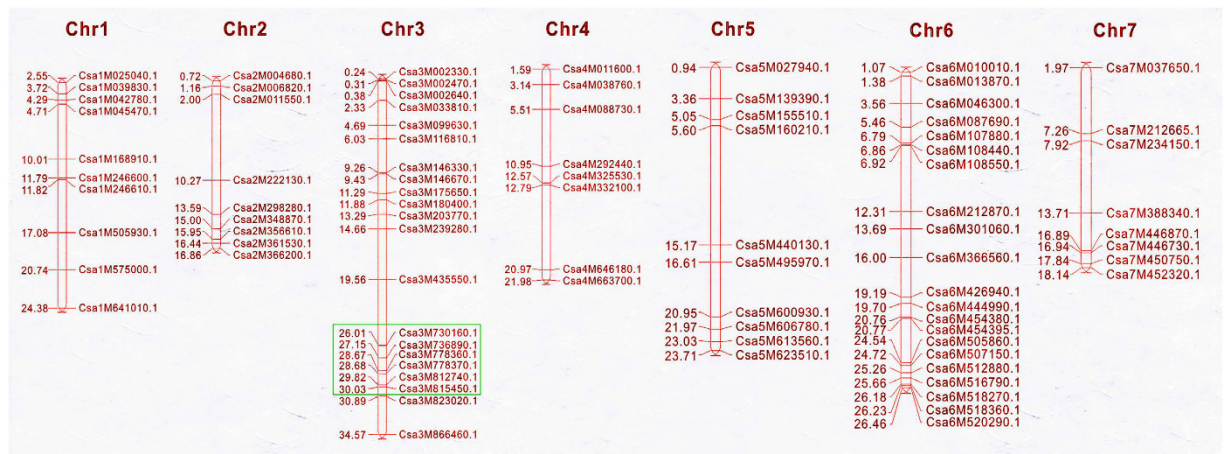 Chr1
2.55 Csa1M025040.1
3.72 Csa1M039830.1
4.29 Csa1M042780.1
4.71 Csa1M045470.1
10.01 Csa1M168910.1
11.79 Csa1M246600.1
11.82 Csa1M246610.1
17.08 Csa1M505930.1
20.74 Csa1M575000.1
24.38 Csa1M641010.1
Chr2
0.72 Csa2M004680.1
1.16 Csa2M006820.1
2.00 Csa2M011550.1
10.27 Csa2M222130.1
13.59 Csa2M298280.1
15.00 Csa2M348870.1
15.95 Csa2M356610.1
16.44 Csa2M361530.1
16.86 Csa2M366200.1
Chr3
0.24 Csa3M002330.1
0.31 Csa3M002470.1
0.38 Csa3M002640.1
2.33 Csa3M033810.1
4.69 Csa3M099630.1
6.03 Csa3M116810.1
9.26 Csa3M146330.1
9.43 Csa3M146670.1
11.29 Csa3M175650.1
11.88 Csa3M180400.1
13.29 Csa3M203770.1
14.66 Csa3M239280.1
19.56 Csa3M435550.1
26.01 Csa3M730160.1
27.15 Csa3M736890.1
28.67 Csa3M778360.1
28.68 Csa3M778370.1
29.82 Csa3M812740.1
30.03 Csa3M815450.1
30.89 Csa3M823020.1
34.57 Csa3M866460.1
Chr4
1.59 Csa4M011600.1
3.14 Csa4M038760.1
5.51 Csa4M088730.1
10.95 Csa4M292440.1
12.57 Csa4M325530.1
12.79 Csa4M332100.1
20.97 Csa4M646180.1
21.98 Csa4M663700.1
Chr5
0.94 Csa5M027940.1
3.36 Csa5M139390.1
5.05 Csa5M155510.1
5.60 Csa5M160210.1
15.17 Csa5M440130.1
16.61 Csa5M495970.1
20.95 Csa5M600930.1
21.97 Csa5M606780.1
23.03 Csa5M613560.1
23.71 Csa5M623510.1
Chr6
1.07 Csa6M010010.1
1.38 Csa6M013870.1
3.56 Csa6M046300.1
5.46 Csa6M087690.1
6.79 Csa6M107880.1
6.86 Csa6M108440.1
6.92 Csa6M108550.1
12.31 Csa6M212870.1
13.69 Csa6M301060.1
16.00 Csa6M366560.1
19.19 Csa6M426940.1
19.70 Csa6M444990.1
20.76 Csa6M454380.1
20.77 Csa6M454395.1
24.54 Csa6M505860.1
24.72 Csa6M507150.1
25.26 Csa6M512880.1
25.66 Csa6M516790.1
26.18 Csa6M518270.1
26.23 Csa6M518360.1
26.46 Csa6M520290.1
Chr7
1.97 Csa7M037650.1
7.26 Csa7M212665.1
7.92 Csa7M234150.1
13.71 Csa7M388340.1
16.89 Csa7M446870.1
16.94 Csa7M446730.1
17.84 Csa7M450750.1
18.14 Csa7M452320.1